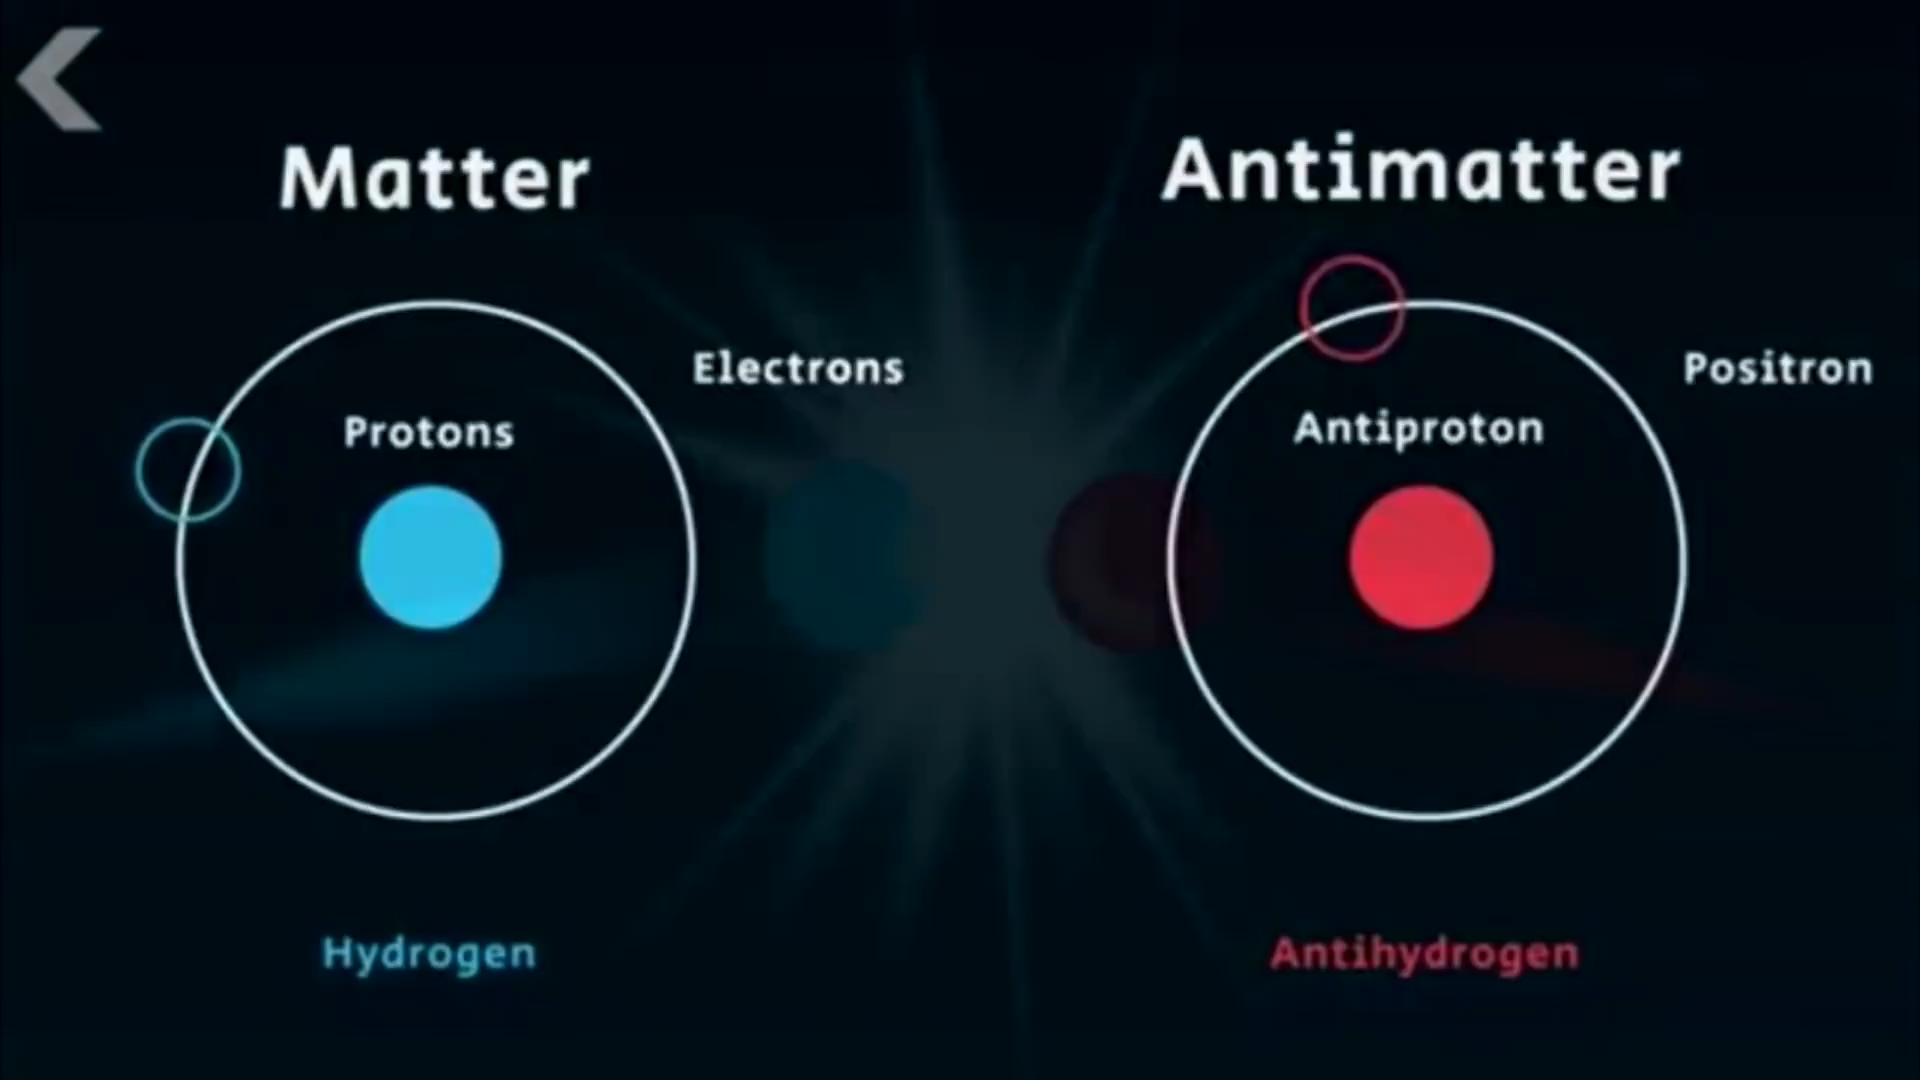 Matter
Antimatter
Electrons
Positron
Protons
Antiproton
Hydrogen
Antihydrogen